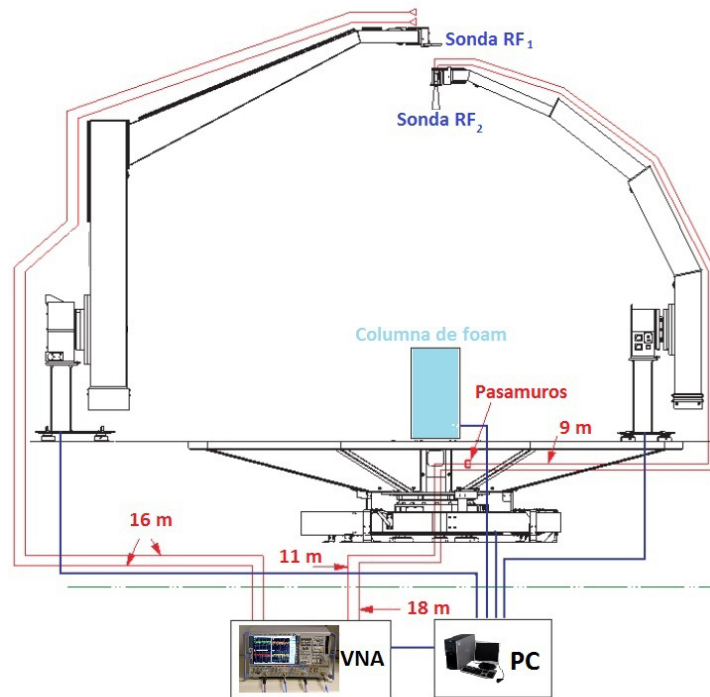 Sonda RF1
Sonda RF2
Columna de foam
Pasamuros
9 m
16 m
11 m
18 m
VNA
PC